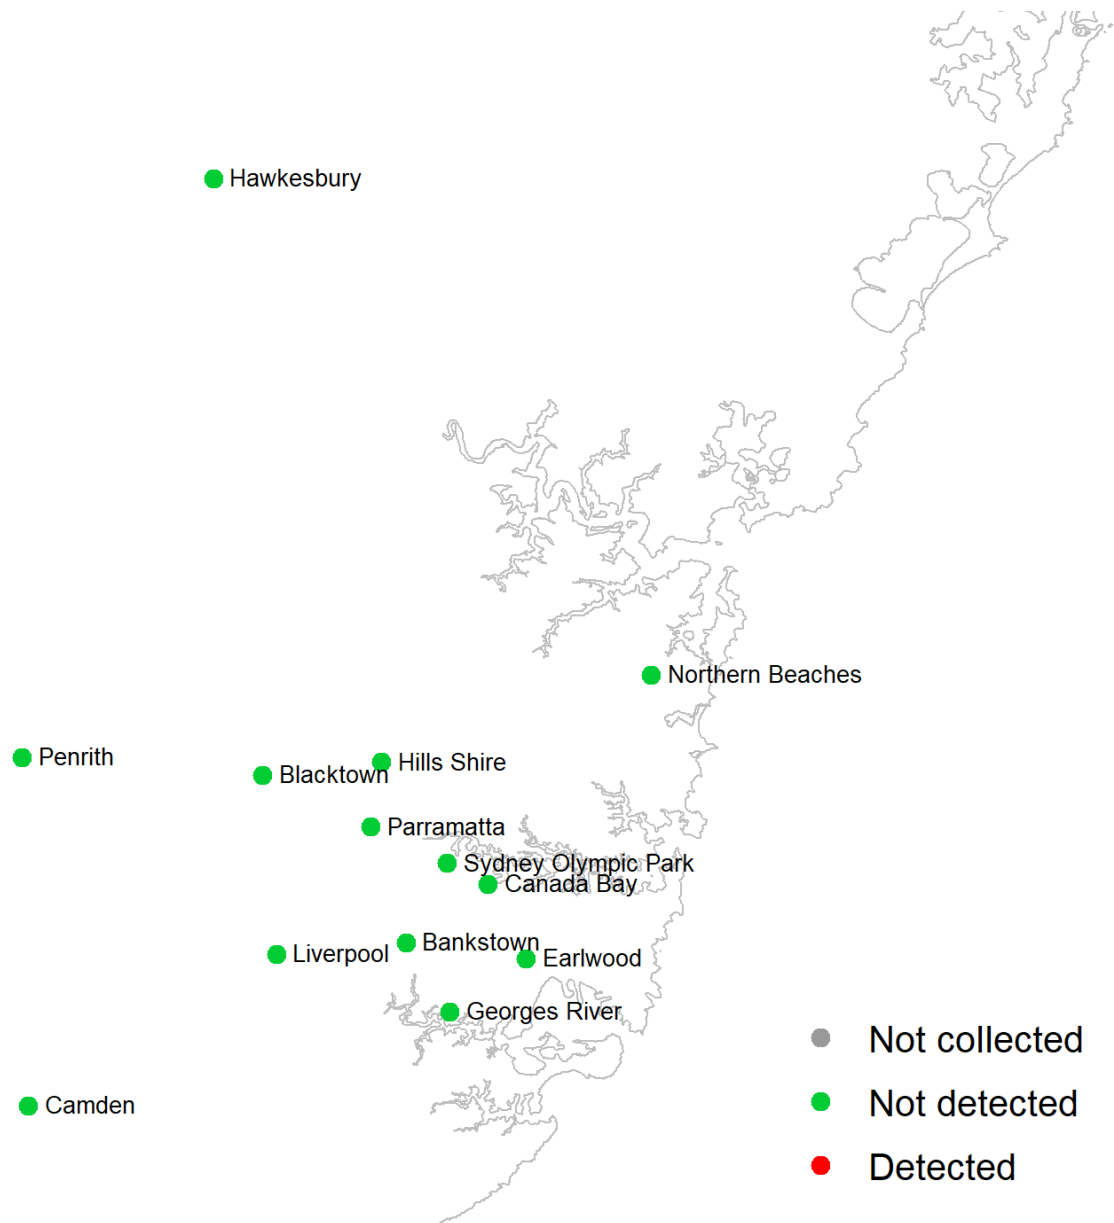 Hawkesbury
Northern Beaches
Penrith
Hills Shire
Blacktown
Parramatta
Sydney Olympic Park
Canada Bay
Bankstown
Liverpool
Earlwood
Georges River
Camden
Not collected
Not detected
Detected